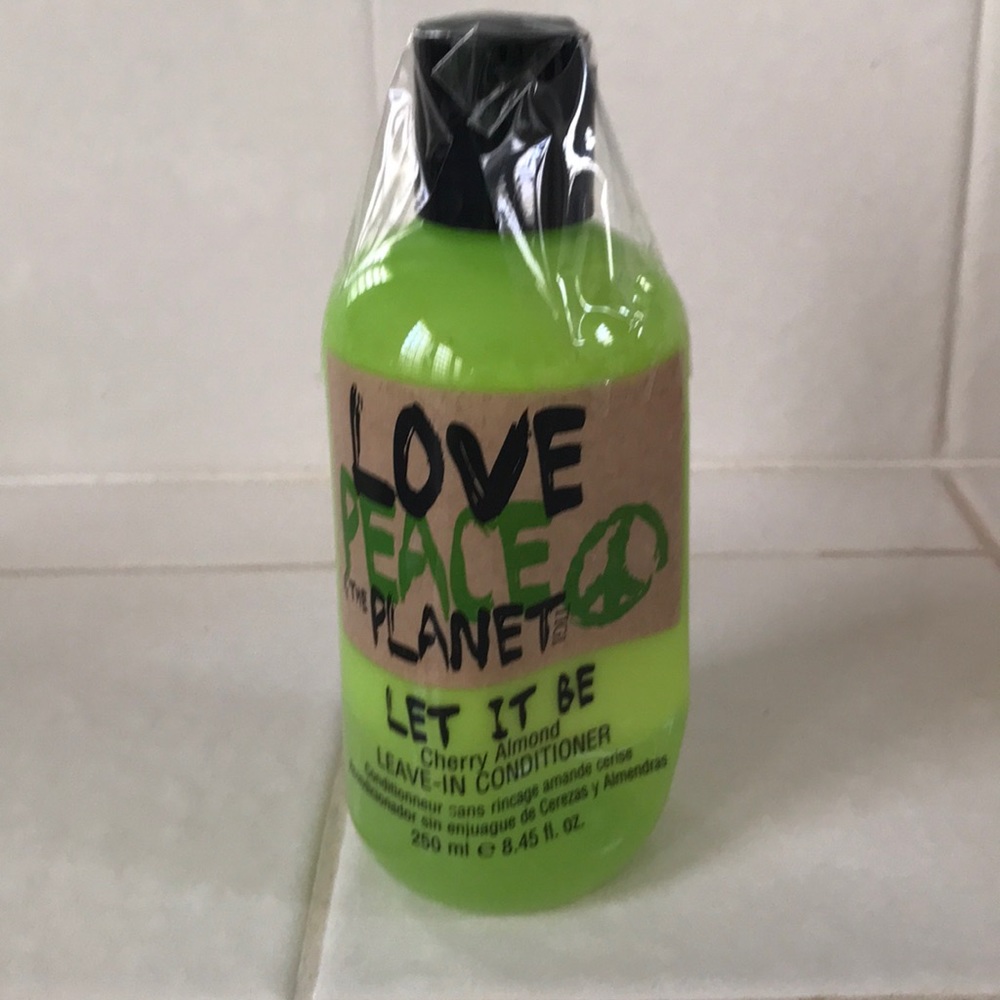 LOVE
PEACE
& THE PLANET
LET IT BE
Cherry Almond
LEAVE-IN CONDITIONER
Conditionneur sans rincage amande cerise
Acondicionador sin enjuague de Cerezas y Almendras
250 ml e 8.45 fl. oz.